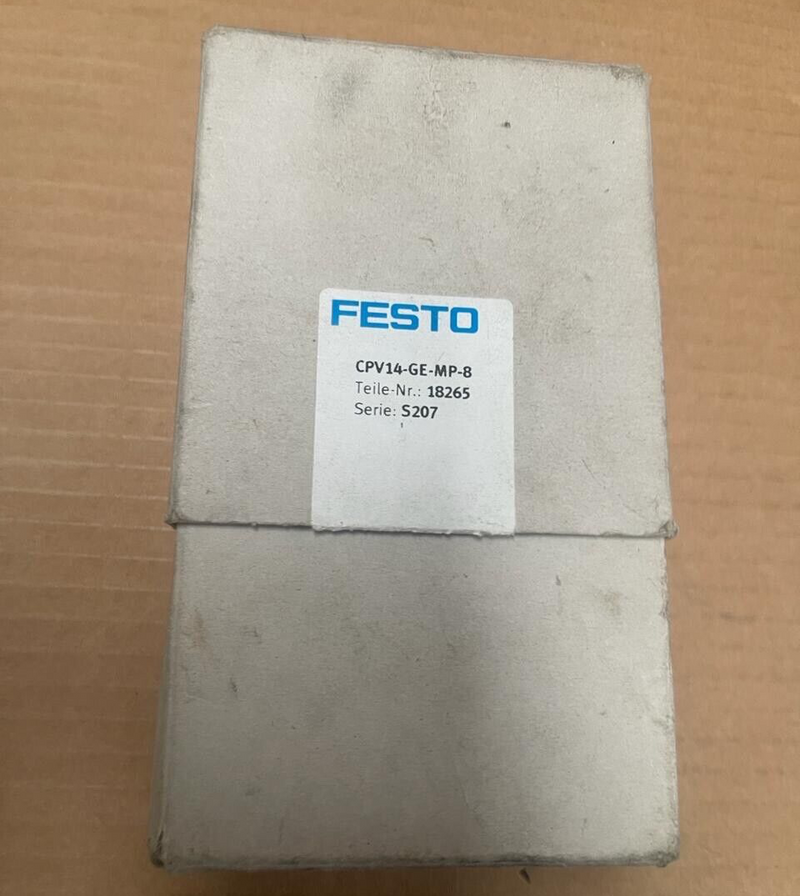 FESTO
CPV14-GE-MP-8
Teile-Nr.: 18265
Serie: S207